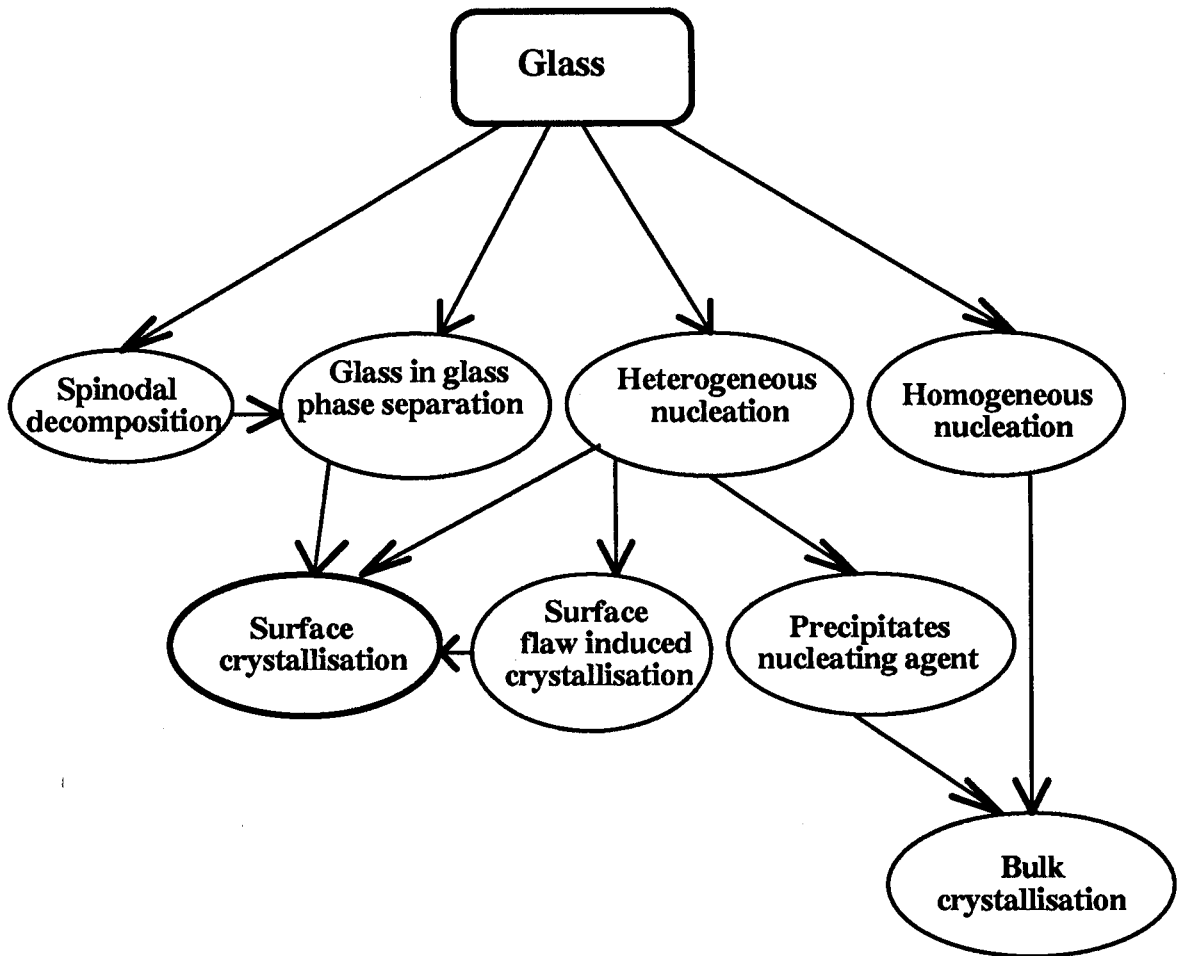 Glass
Spinodal
decomposition
Glass in glass
phase separation
Heterogeneous
nucleation
Homogeneous
nucleation
Surface
crystallisation
Surface
flaw induced
crystallisation
Precipitates
nucleating agent
Bulk
crystallisation